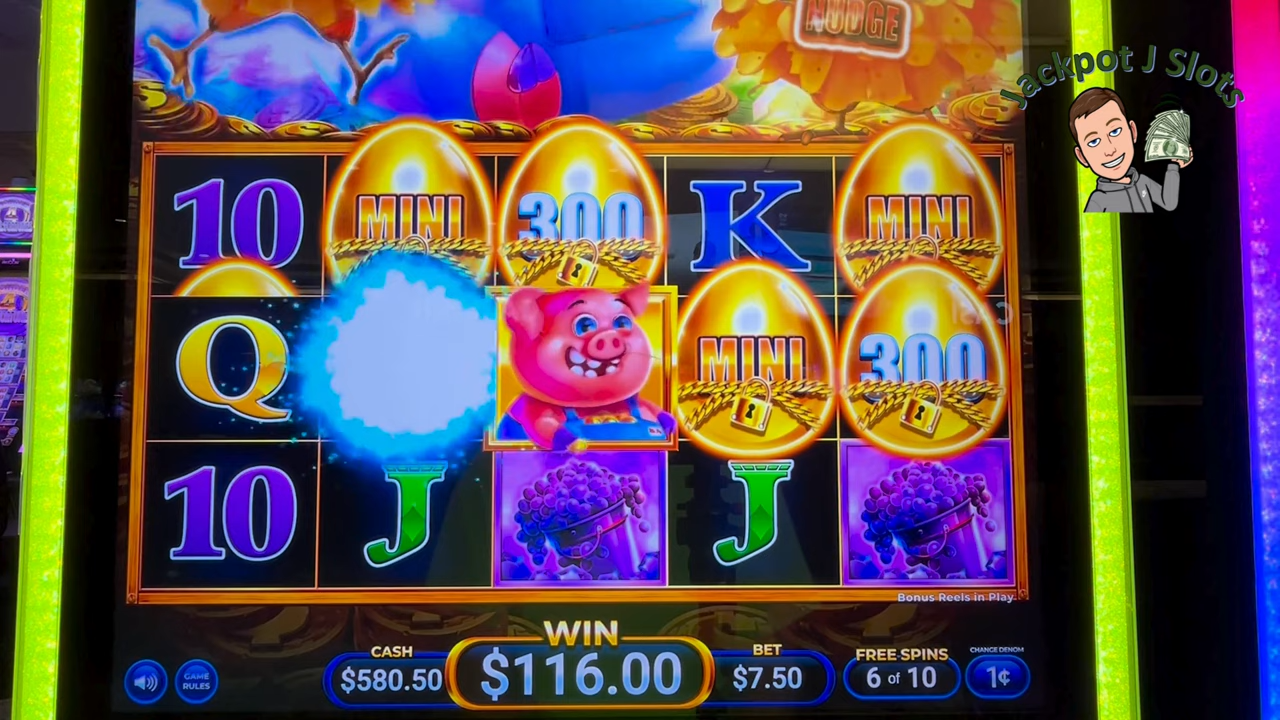 NUDGE
Jackpot J Slots
10 MINI 300 K MINI
Q MINI 300
10 J J
Bonus Reels in Play
WIN
CASH $580.50
$116.00
BET $7.50
FREE SPINS 6 of 10
CHANGE DENOM 1¢
GAME RULES